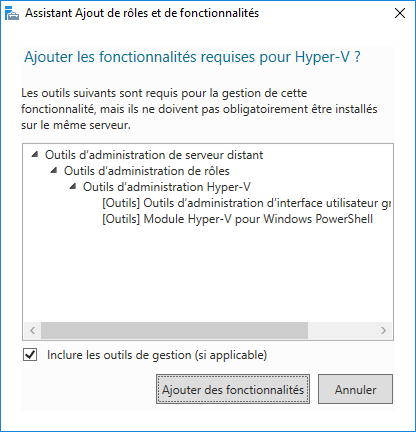 Assistant Ajout de rôles et de fonctionnalités
Ajouter les fonctionnalités requises pour Hyper-V ?
Les outils suivants sont requis pour la gestion de cette
fonctionnalité, mais ils ne doivent pas obligatoirement être installés
sur le même serveur.
Outils d'administration de serveur distant
Outils d'administration de rôles
Outils d'administration Hyper-V
[Outils] Outils d'administration d'interface utilisateur gr
[Outils] Module Hyper-V pour Windows PowerShell
Inclure les outils de gestion (si applicable)
Ajouter des fonctionnalités
Annuler